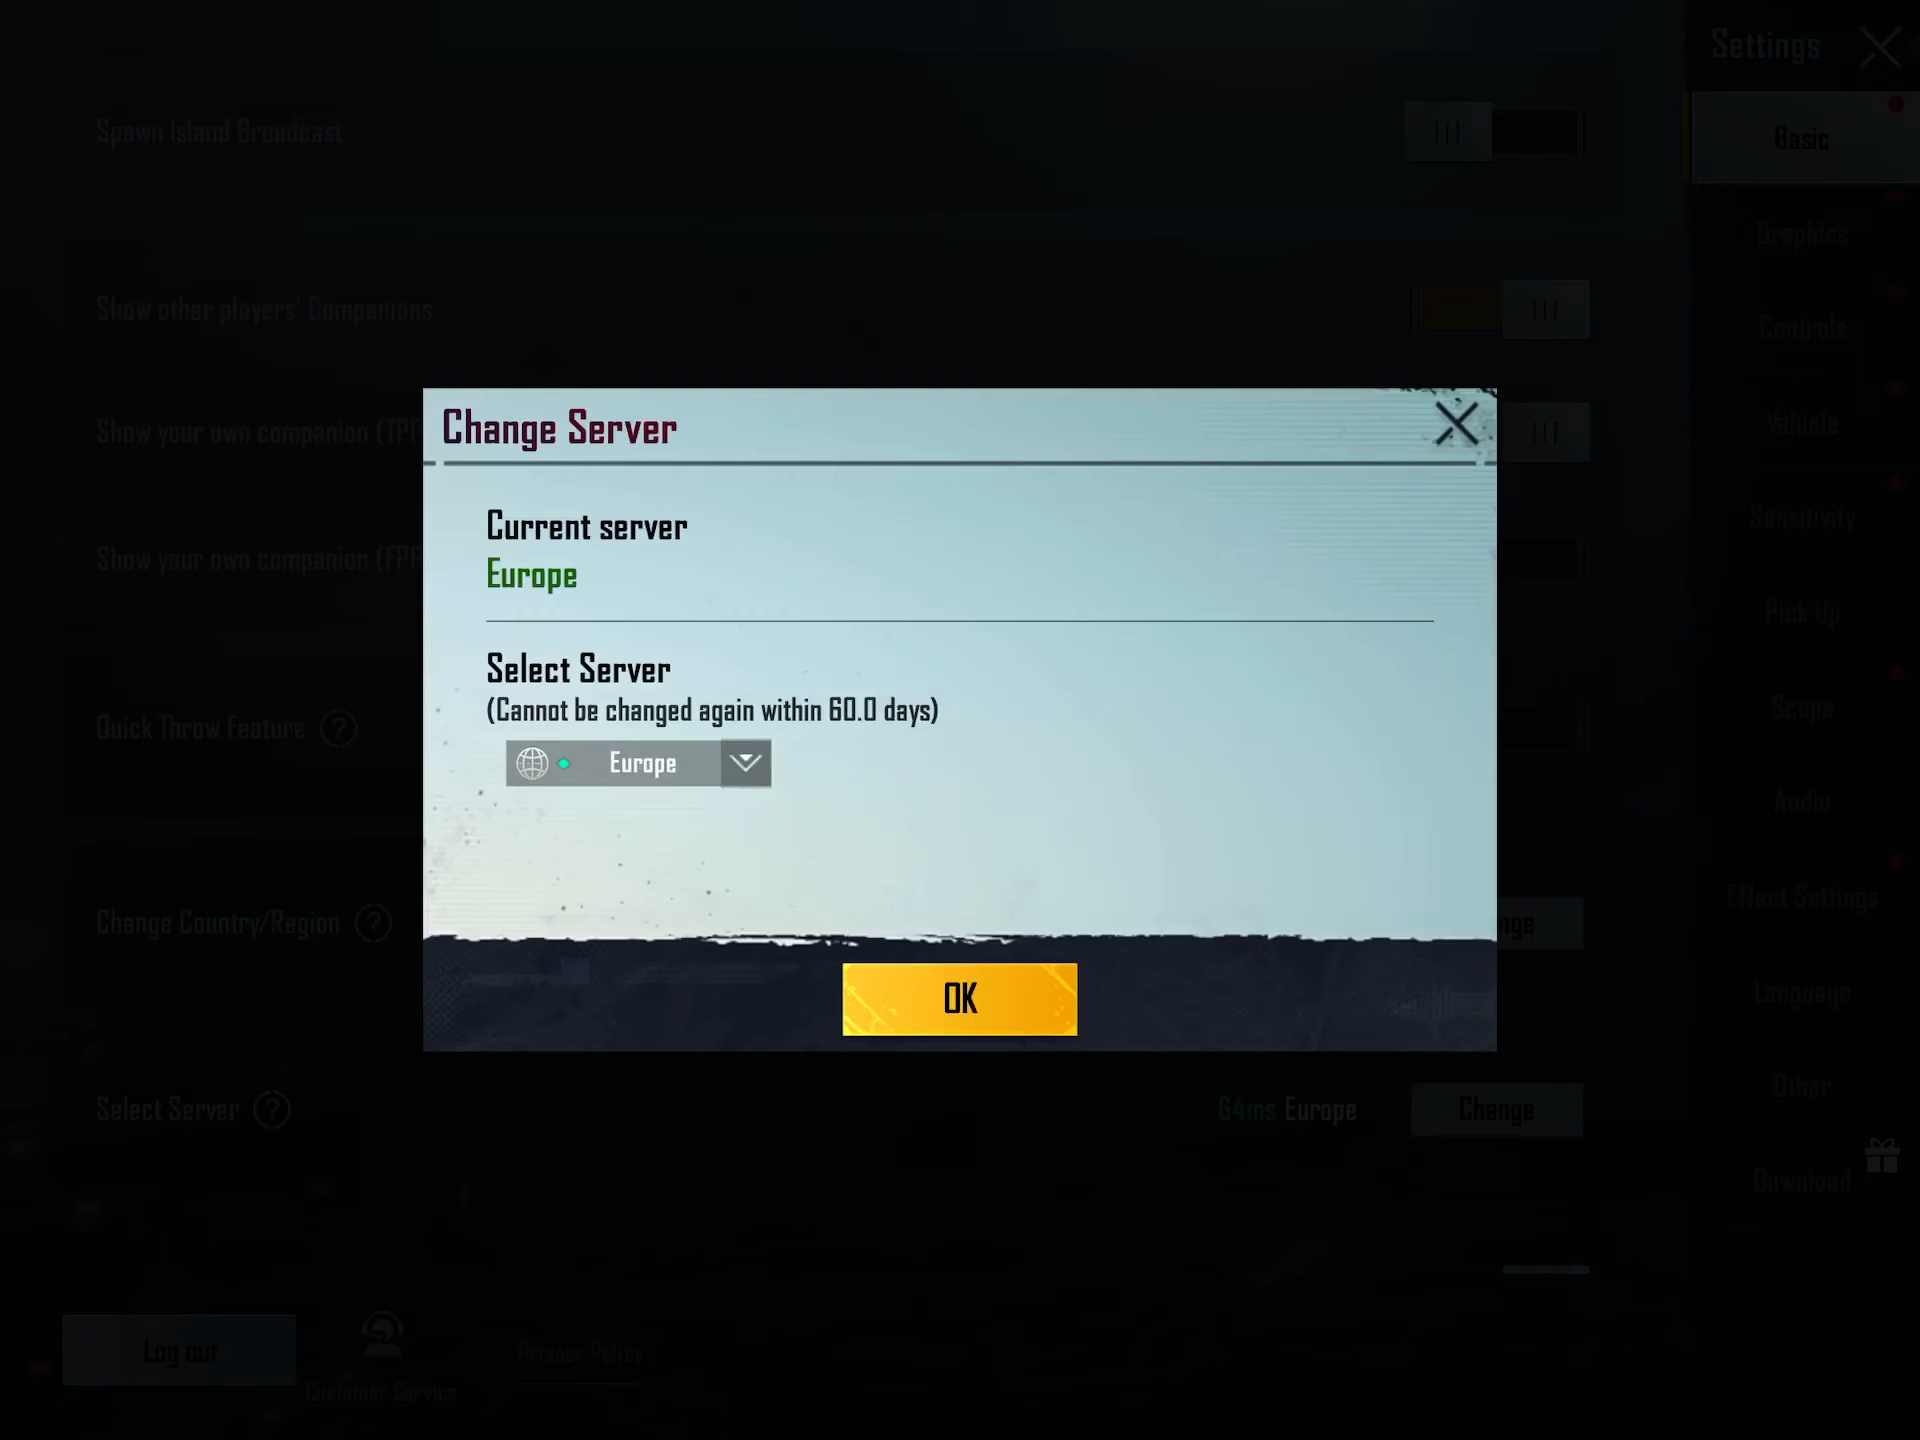 Settings
Spawn Island Broadcast
Basic
Graphics
Show other players' Companions
Controls
Change Server
Show your own companion (TPP
Vehicle
Current server
Sensitivity
Show your own companion (FPP
Europe
Pick Up
Select Server
(Cannot be changed again within 60.0 days)
Scope
Quick Throw Feature ?
Europe
Audio
Effect Settings
Change Country/Region ?
nge
OK
Language
Other
Select Server ?
64ms Europe
Change
Download
Log out
Privacy Policy
Customer Service